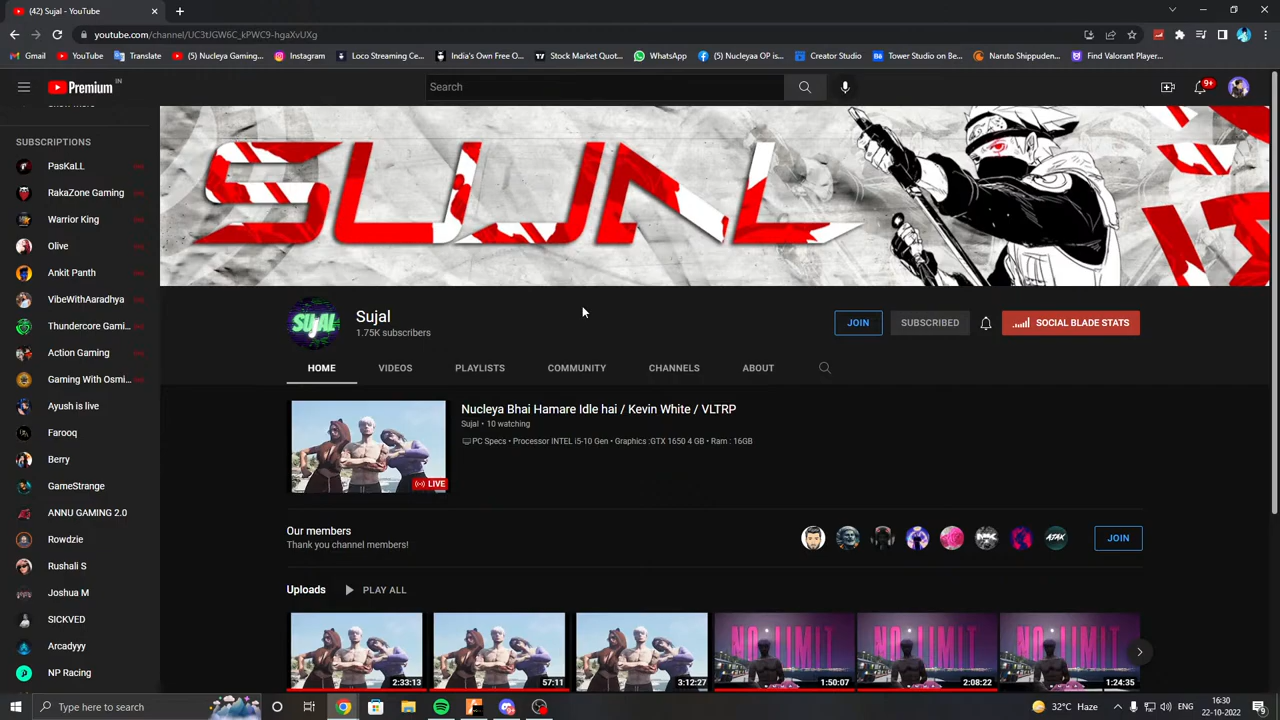 (42) Sujal - YouTube
youtube.com/channel/UC3tJGW6C_kPWC9-hgaXvUXg
Gmail
YouTube
Translate
(5) Nucleya Gaming...
Instagram
Loco Streaming Ce...
India's Own Free O...
Stock Market Quot...
WhatsApp
(5) Nucleyaa OP is...
Creator Studio
Tower Studio on Be...
Naruto Shippuden...
Find Valorant Player...
Premium IN
Search
9+
SUBSCRIPTIONS
PasKaLL
RakaZone Gaming
Warrior King
Olive
Ankit Panth
VibeWithAaradhya
Thundercore Gami...
Action Gaming
Gaming With Osmi...
Ayush is live
Farooq
Berry
GameStrange
ANNU GAMING 2.0
Rowdzie
Rushali S
Joshua M
SICKVED
Arcadyyy
NP Racing
SUJAL
SUJAL
Sujal
1.75K subscribers
JOIN
SUBSCRIBED
SOCIAL BLADE STATS
HOME
VIDEOS
PLAYLISTS
COMMUNITY
CHANNELS
ABOUT
LIVE
Nucleya Bhai Hamare Idle hai / Kevin White / VLTRP
Sujal • 10 watching
PC Specs • Processor INTEL i5-10 Gen • Graphics :GTX 1650 4 GB • Ram : 16GB
Our members
Thank you channel members!
JOIN
Uploads
PLAY ALL
2:33:13
57:11
3:12:27
NO LIMIT
1:50:07
NO LIMIT
2:08:22
NO LIMIT
1:24:35
Type here to search
32°C Haze
16:30
22-10-2022